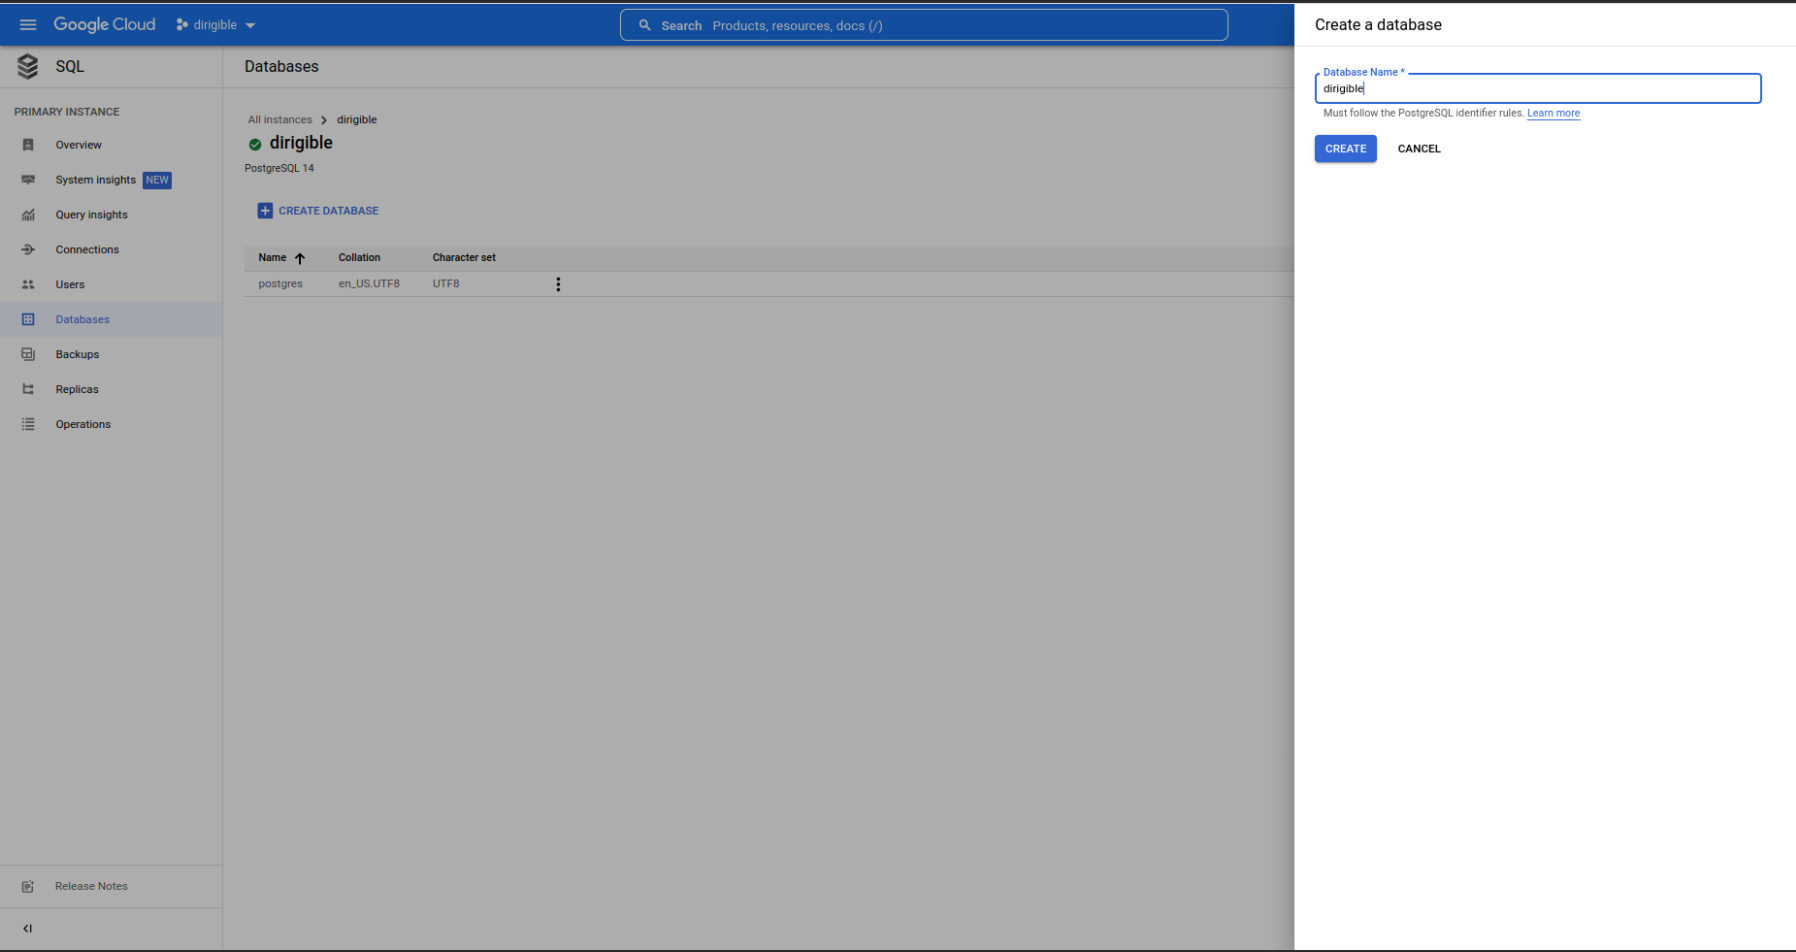 Google Cloud
dirigible
Search Products, resources, docs (/)
SQL
PRIMARY INSTANCE
Overview
System insights NEW
Query insights
Connections
Users
Databases
Backups
Replicas
Operations
Release Notes
Databases
All instances dirigible
dirigible
PostgreSQL 14
CREATE DATABASE
Name Collation Character set
postgres en_US.UTF8 UTF8
Create a database
Database Name *
dirigible
Must follow the PostgreSQL identifier rules. Learn more
CREATE CANCEL